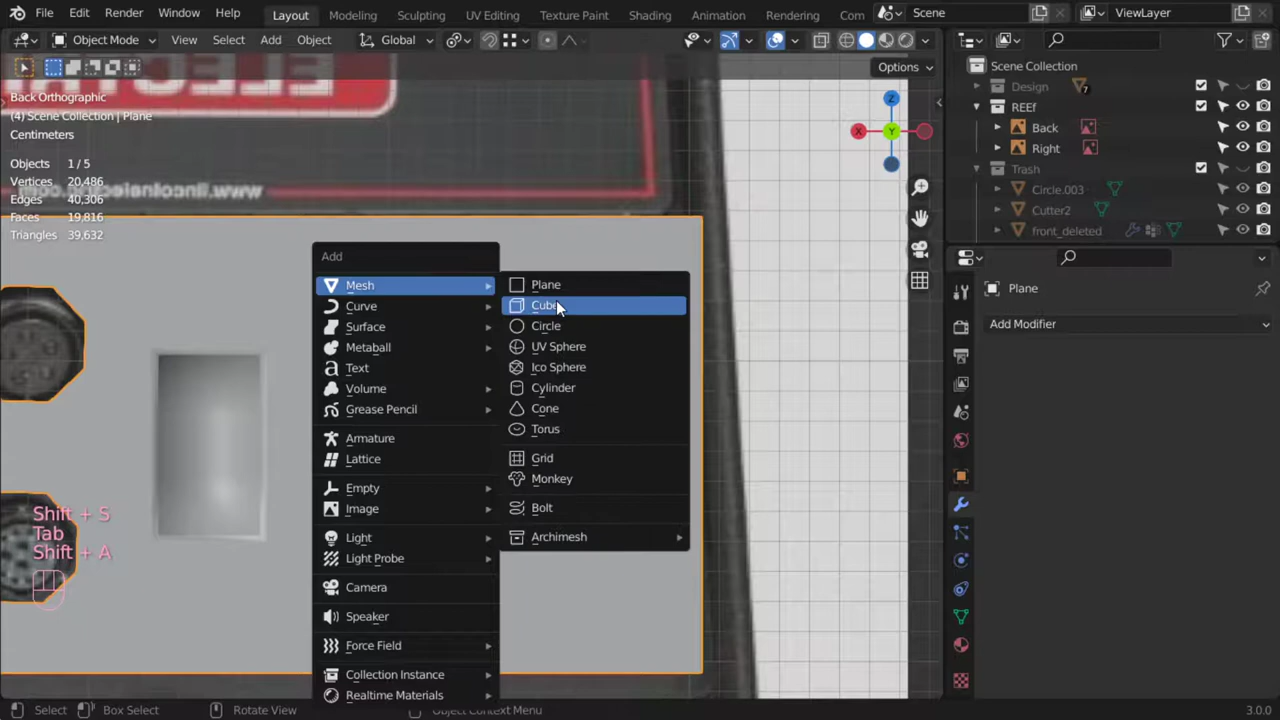 File Edit Render Window Help Layout Modeling Sculpting UV Editing Texture Paint Shading Animation Rendering Com Scene ViewLayer
Object Mode View Select Add Object Global
Options
Back Orthographic
(4) Scene Collection | Plane
Centimeters
Objects 1 / 5
Vertices 20,486
Edges 40,306
Faces 19,816
Triangles 39,632
www.lincolnelectric.com
Add
Mesh
Curve
Surface
Metaball
Text
Volume
Grease Pencil
Armature
Lattice
Empty
Image
Light
Light Probe
Camera
Speaker
Force Field
Collection Instance
Realtime Materials
Plane
Cube
Circle
UV Sphere
Ico Sphere
Cylinder
Cone
Torus
Grid
Monkey
Bolt
Archimesh
Shift + S
Tab
Shift + A
X
Y
Z
Scene Collection
Design 7
REEf
Back
Right
Trash
Circle.003
Cutter2
front_deleted
Plane
Add Modifier
Select Box Select Rotate View Object Context Menu 3.0.0